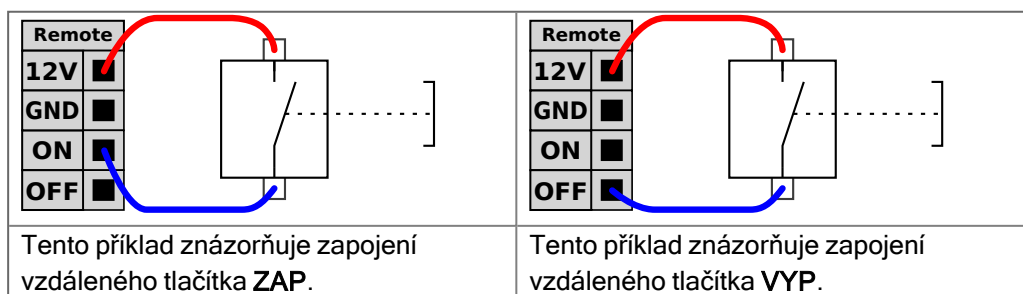 Remote
12V
GND
ON
OFF
Tento příklad znázorňuje zapojení
vzdáleného tlačítka ZAP.
Remote
12V
GND
ON
OFF
Tento příklad znázorňuje zapojení
vzdáleného tlačítka VYP.